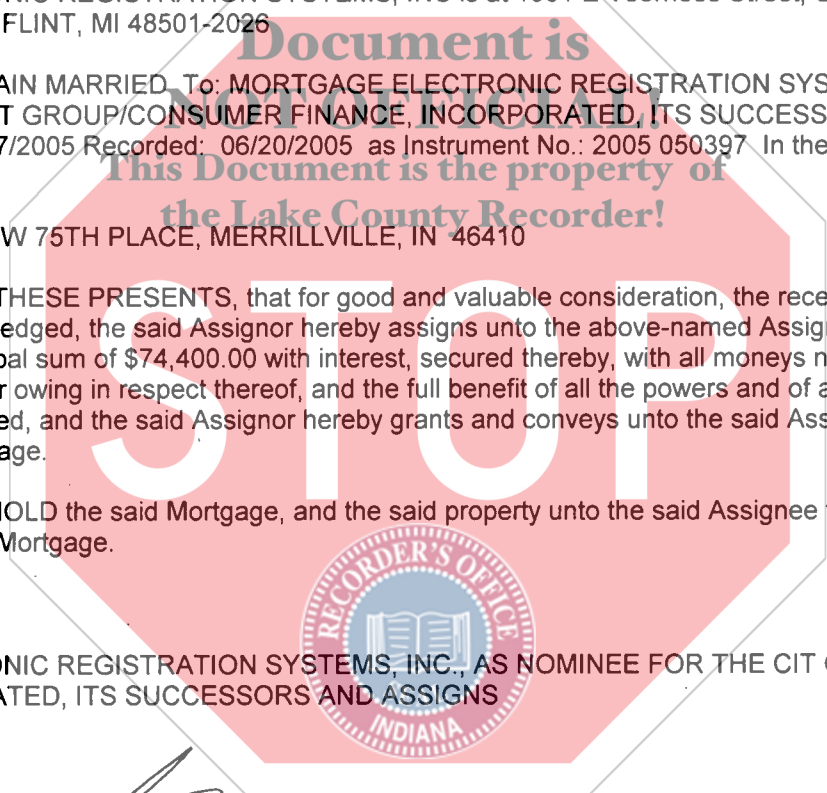 NIC REGISTRATION SYSTEMS, INC is at
FLINT, MI 48501-2026
Document is
AIN MARRIED To: MORTGAGE ELECTRONIC REGISTRATION SYS
NOT OFFICIAL!
T GROUP/CONSUMER FINANCE, INCORPORATED, ITS SUCCESS
7/2005 Recorded: 06/20/2005 as Instrument No.: 2005 050397 In the
This Document is the property of
the Lake County Recorder!
W 75TH PLACE, MERRILLVILLE, IN 46410
THESE PRESENTS, that for good and valuable consideration, the rece
edged, the said Assignor hereby assigns unto the above-named Assig
pal sum of $74,400.00 with interest, secured thereby, with all moneys n
r owing in respect thereof, and the full benefit of all the powers and of a
ed, and the said Assignor hereby grants and conveys unto the said Ass
age.
STOP
HOLD the said Mortgage, and the said property unto the said Assignee
Mortgage.
RECORDER'S OFFICE
NIC REGISTRATION SYSTEMS, INC., AS NOMINEE FOR THE CIT
ATED, ITS SUCCESSORS AND ASSIGNS
INDIANA